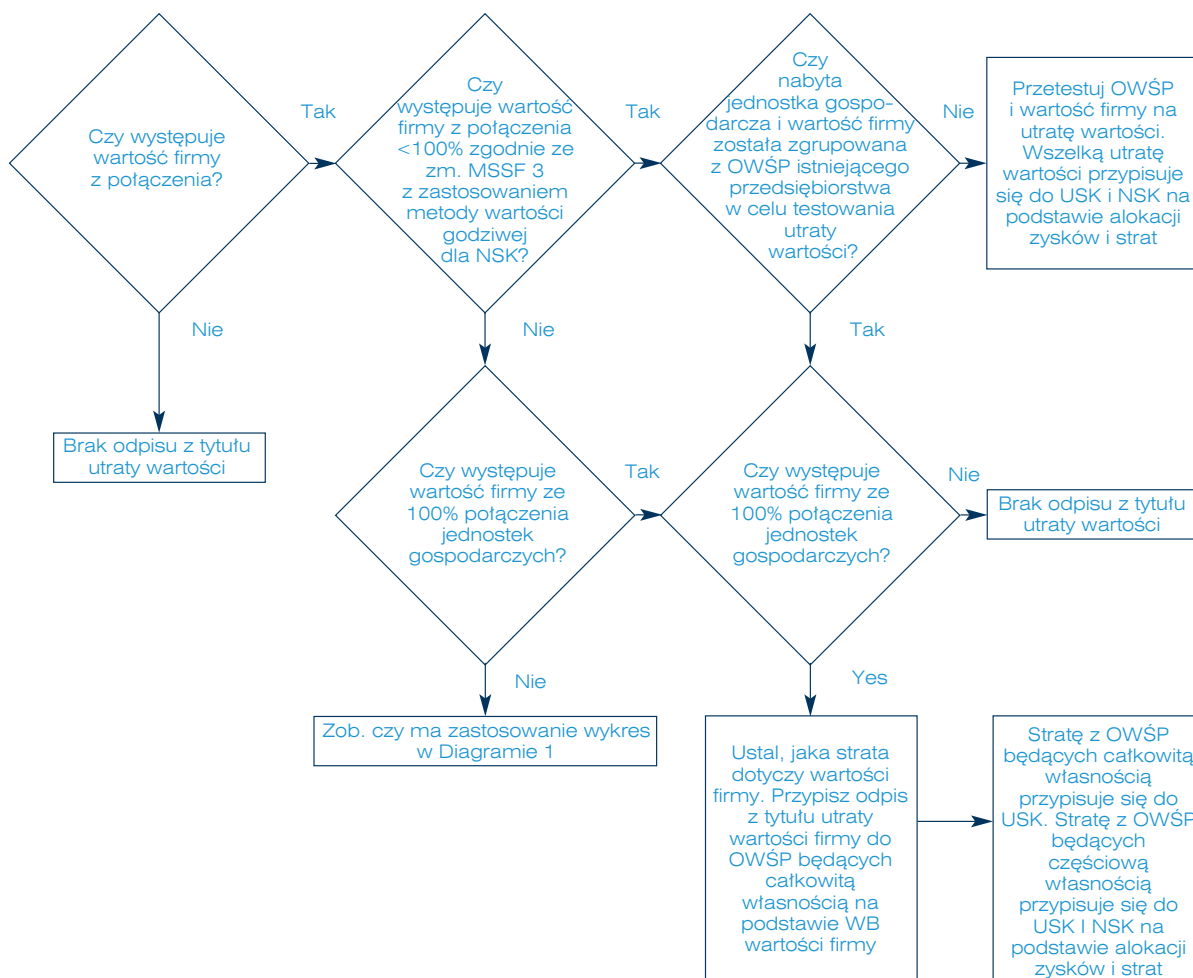 Czy występuje
wartość firmy
z połączenia?
Tak
Czy
występuje wartość
firmy z połączenia
<100% zgodnie ze
zm. MSSF 3
z zastosowaniem
metody wartości
godziwej
dla NSK?
Tak
Czy
nabyta
jednostka gospo-
darcza i wartość firmy
została zgrupowana
z OWŚP istniejącego
przedsiębiorstwa
w celu testowania
utraty
wartości?
Nie
Przetestuj OWŚP
i wartość firmy na
utratę wartości.
Wszelką utratę
wartości przypisuje
się do USK i NSK na
podstawie alokacji
zysków i strat
Nie
Nie
Tak
Brak odpisu z tytułu
utraty wartości
Czy występuje
wartość firmy ze
100% połączenia
jednostek
gospodarczych?
Tak
Czy występuje
wartość firmy ze
100% połączenia
jednostek
gospodarczych?
Nie
Brak odpisu z tytułu
utraty wartości
Nie
Yes
Zob. czy ma zastosowanie wykres
w Diagramie 1
Ustal, jaka strata
dotyczy wartości
firmy. Przypisz odpis
z tytułu utraty
wartości firmy do
OWŚP będących
całkowitą
własnością na
podstawie WB
wartości firmy
Stratę z OWŚP
będących całkowitą
własnością
przypisuje się do
USK. Stratę z OWŚP
będących
częściową
własnością
przypisuje się do
USK I NSK na
podstawie alokacji
zysków i strat